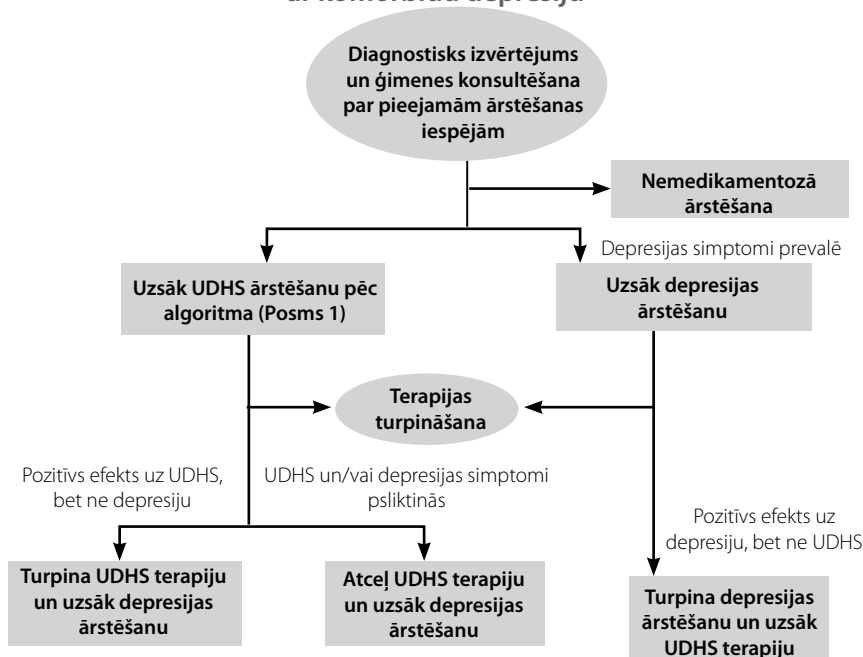 ar komorbīdu depresiju
Diagnostisks izvērtējums
un ģimenes konsultēšana
par pieejamām ārstēšanas
iespējām
Nemedikamentozā
ārstēšana
Depresijas simptomi prevalē
Uzsāk UDHS ārstēšanu pēc
algoritma (Posms 1)
Uzsāk depresijas
ārstēšanu
Terapijas
turpināšana
Pozitīvs efekts uz UDHS,
bet ne depresiju
UDHS un/vai depresijas simptomi
psliktinās
Pozitīvs efekts uz
depresiju, bet ne UDHS
Turpina UDHS terapiju
un uzsāk depresijas
ārstēšanu
Atceļ UDHS terapiju
un uzsāk depresijas
ārstēšanu
Turpina depresijas
ārstēšanu un uzsāk
UDHS terapiju